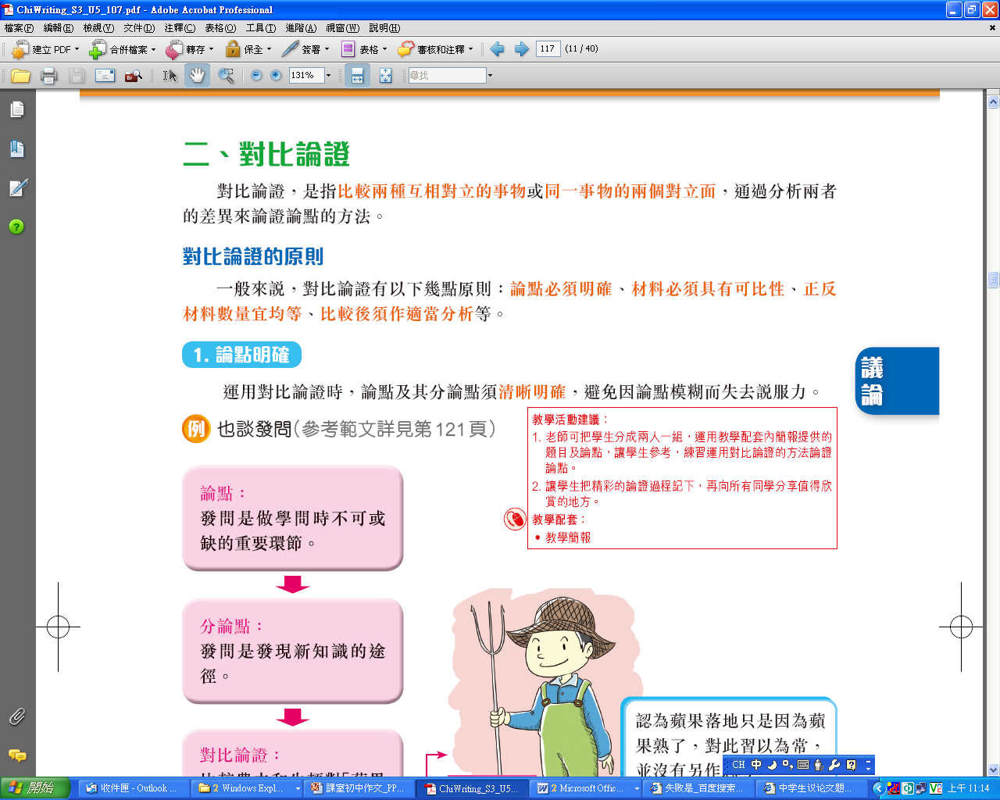 ChiWriting_S3_U5_107.pdf - Adobe Acrobat Professional
檔案(F) 編輯(E) 檢視(V) 文件(D) 注釋(C) 表格(O) 工具(T) 進階(A) 視窗(W) 說明(H)
建立 PDF 合併檔案 轉存 保全 簽署 表格 審核和注釋 117 (11 / 40)
131% 尋找
二、對比論證
對比論證，是指比較兩種互相對立的事物或同一事物的兩個對立面，通過分析兩者
的差異來論證論點的方法。
對比論證的原則
一般來說，對比論證有以下幾點原則：論點必須明確、材料必須具有可比性、正反
材料數量宜均等、比較後須作適當分析等。
1. 論點明確
運用對比論證時，論點及其分論點須清晰明確，避免因論點模糊而失去說服力。
例 也談發問（參考範文詳見第 121 頁）
教學活動建議：
1. 老師可把學生分成兩人一組，運用教學配套內簡報提供的
題目及論點，讓學生參考，練習運用對比論證的方法論證
論點。
2. 讓學生把精彩的論證過程記下，再向所有同學分享值得欣
賞的地方。
教學配套：
• 教學簡報
議
論
論點：
發問是做學問時不可或
缺的重要環節。
分論點：
發問是發現新知識的途
徑。
對比論證：
認為蘋果落地只是因為蘋
果熟了，對此習以為常，
並沒有另作
CH 中
開始 收件匣 - Outlook ... 2 Windows Expl... 課室初中作文_PP... ChiWriting_S3_U5... 2 Microsoft Offic... 失敗是_百度搜索... 中学生议论文题... 上午 11:14